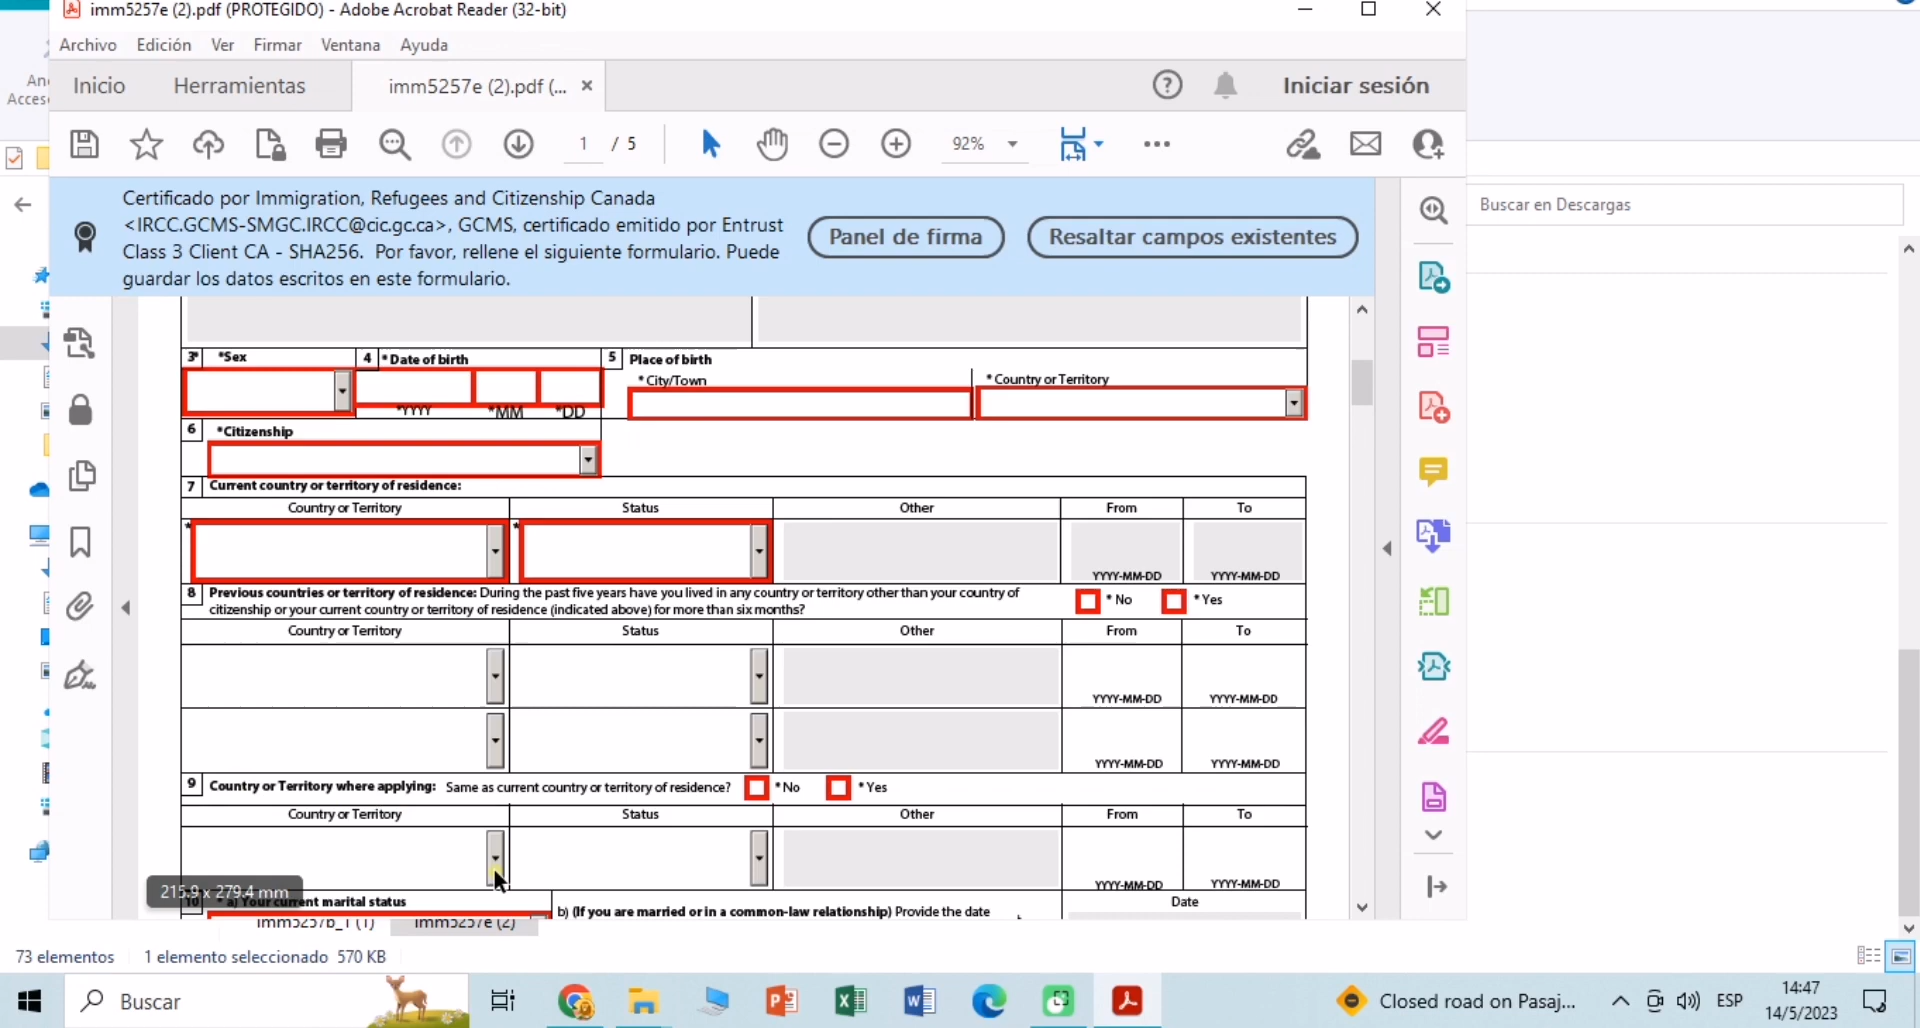 imm5257e (2).pdf (PROTEGIDO) - Adobe Acrobat Reader (32-bit)
Archivo Edición Ver Firmar Ventana Ayuda
Inicio Herramientas imm5257e (2).pdf (... × Iniciar sesión
1 / 5 92%
Certificado por Immigration, Refugees and Citizenship Canada
<IRCC.GCMS-SMGC.IRCC@cic.gc.ca>, GCMS, certificado emitido por Entrust
Class 3 Client CA - SHA256. Por favor, rellene el siguiente formulario. Puede
guardar los datos escritos en este formulario.
Panel de firma Resaltar campos existentes
Buscar en Descargas
3* *Sex 4 * Date of birth 5 Place of birth
* City/Town * Country or Territory
*YYYY *MM *DD
6 *Citizenship
7 Current country or territory of residence:
Country or Territory Status Other From To
* *
YYYY-MM-DD YYYY-MM-DD
8 Previous countries or territory of residence: During the past five years have you lived in any country or territory other than your country of
citizenship or your current country or territory of residence (indicated above) for more than six months? * No * Yes
Country or Territory Status Other From To
YYYY-MM-DD YYYY-MM-DD
YYYY-MM-DD YYYY-MM-DD
9 Country or Territory where applying: Same as current country or territory of residence? * No * Yes
Country or Territory Status Other From To
YYYY-MM-DD YYYY-MM-DD
215.9 x 279.4 mm
10 * a) Your current marital status b) (If you are married or in a common-law relationship) Provide the date Date
imm5257b_1 (1) imm5257e (2)
73 elementos 1 elemento seleccionado 570 KB
Buscar
Closed road on Pasaj... ESP 14:47
14/5/2023